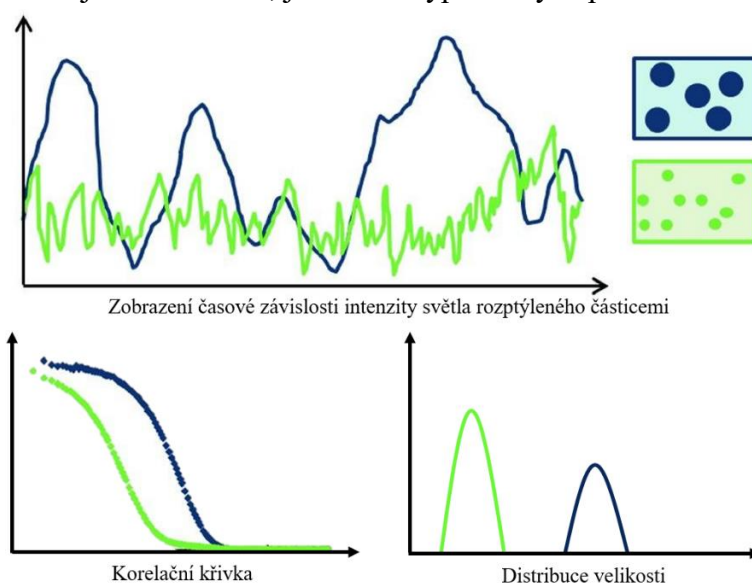 Zobrazení časové závislosti intenzity světla rozptýleného částicemi
Korelační křivka
Distribuce velikosti